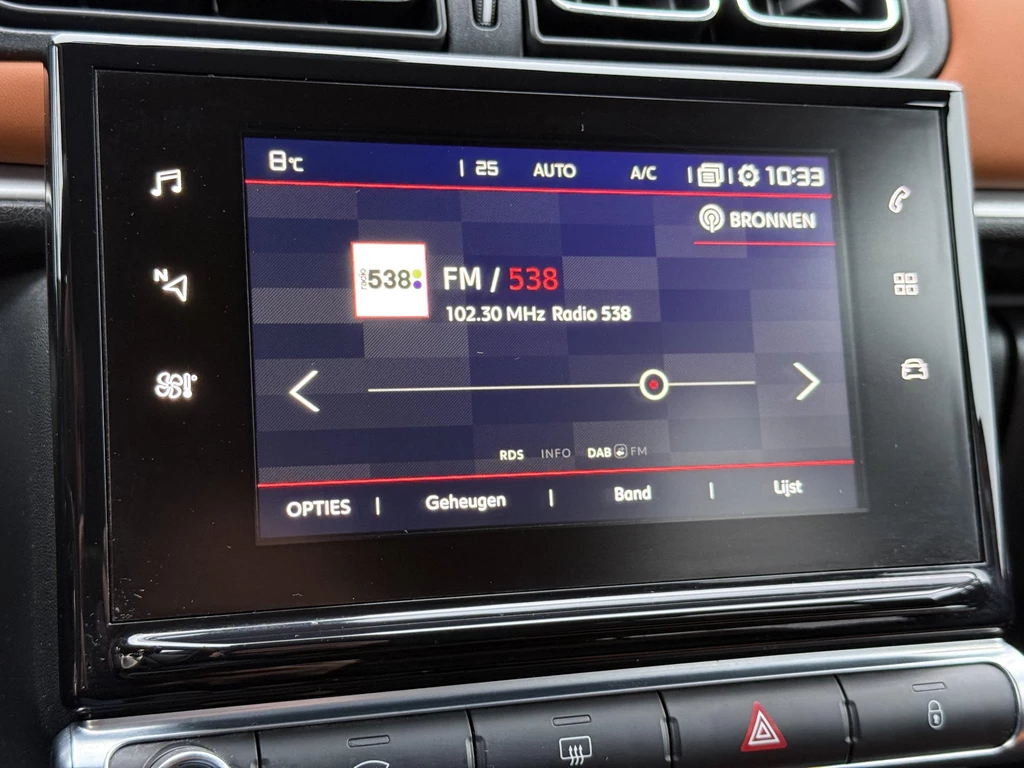 8°C | 25 AUTO A/C 10:33
BRONNEN
radio 538
FM / 538
102.30 MHz Radio 538
N
RDS INFO DAB FM
OPTIES | Geheugen | Band | Lijst